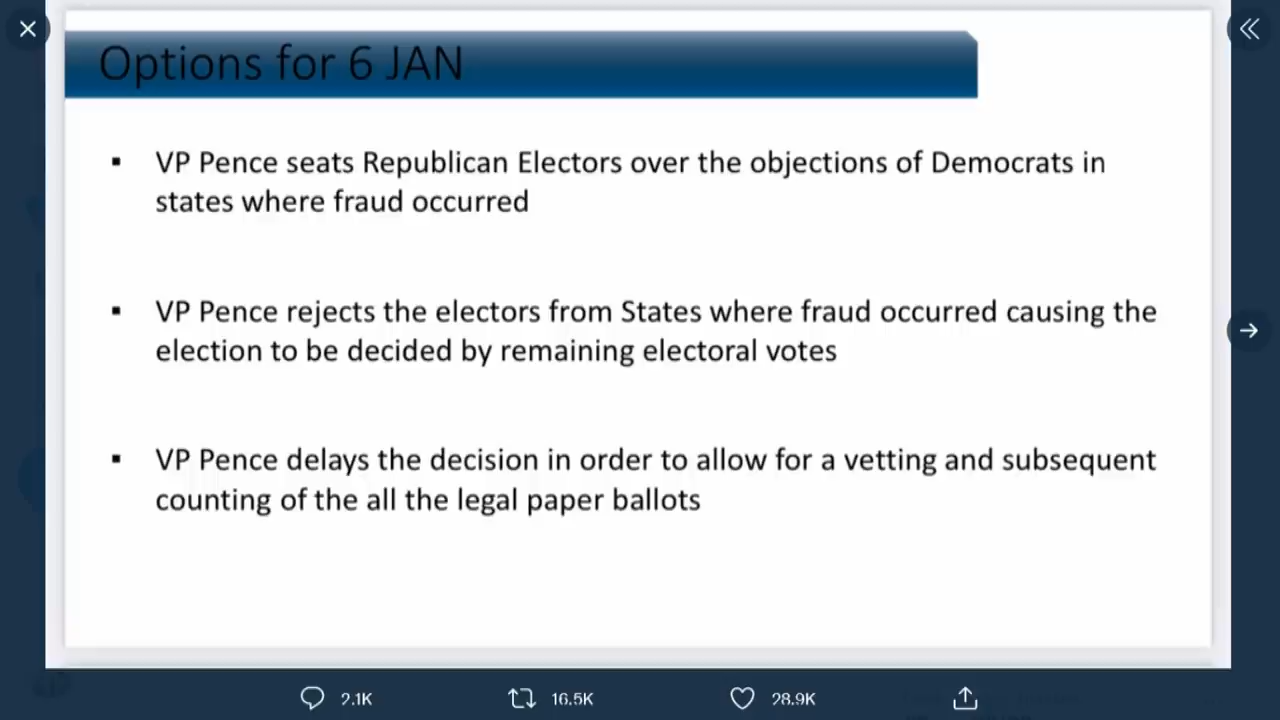 Options for 6 JAN
▪ VP Pence seats Republican Electors over the objections of Democrats in
states where fraud occurred
▪ VP Pence rejects the electors from States where fraud occurred causing the
election to be decided by remaining electoral votes
▪ VP Pence delays the decision in order to allow for a vetting and subsequent
counting of the all the legal paper ballots
2.1K 16.5K 28.9K